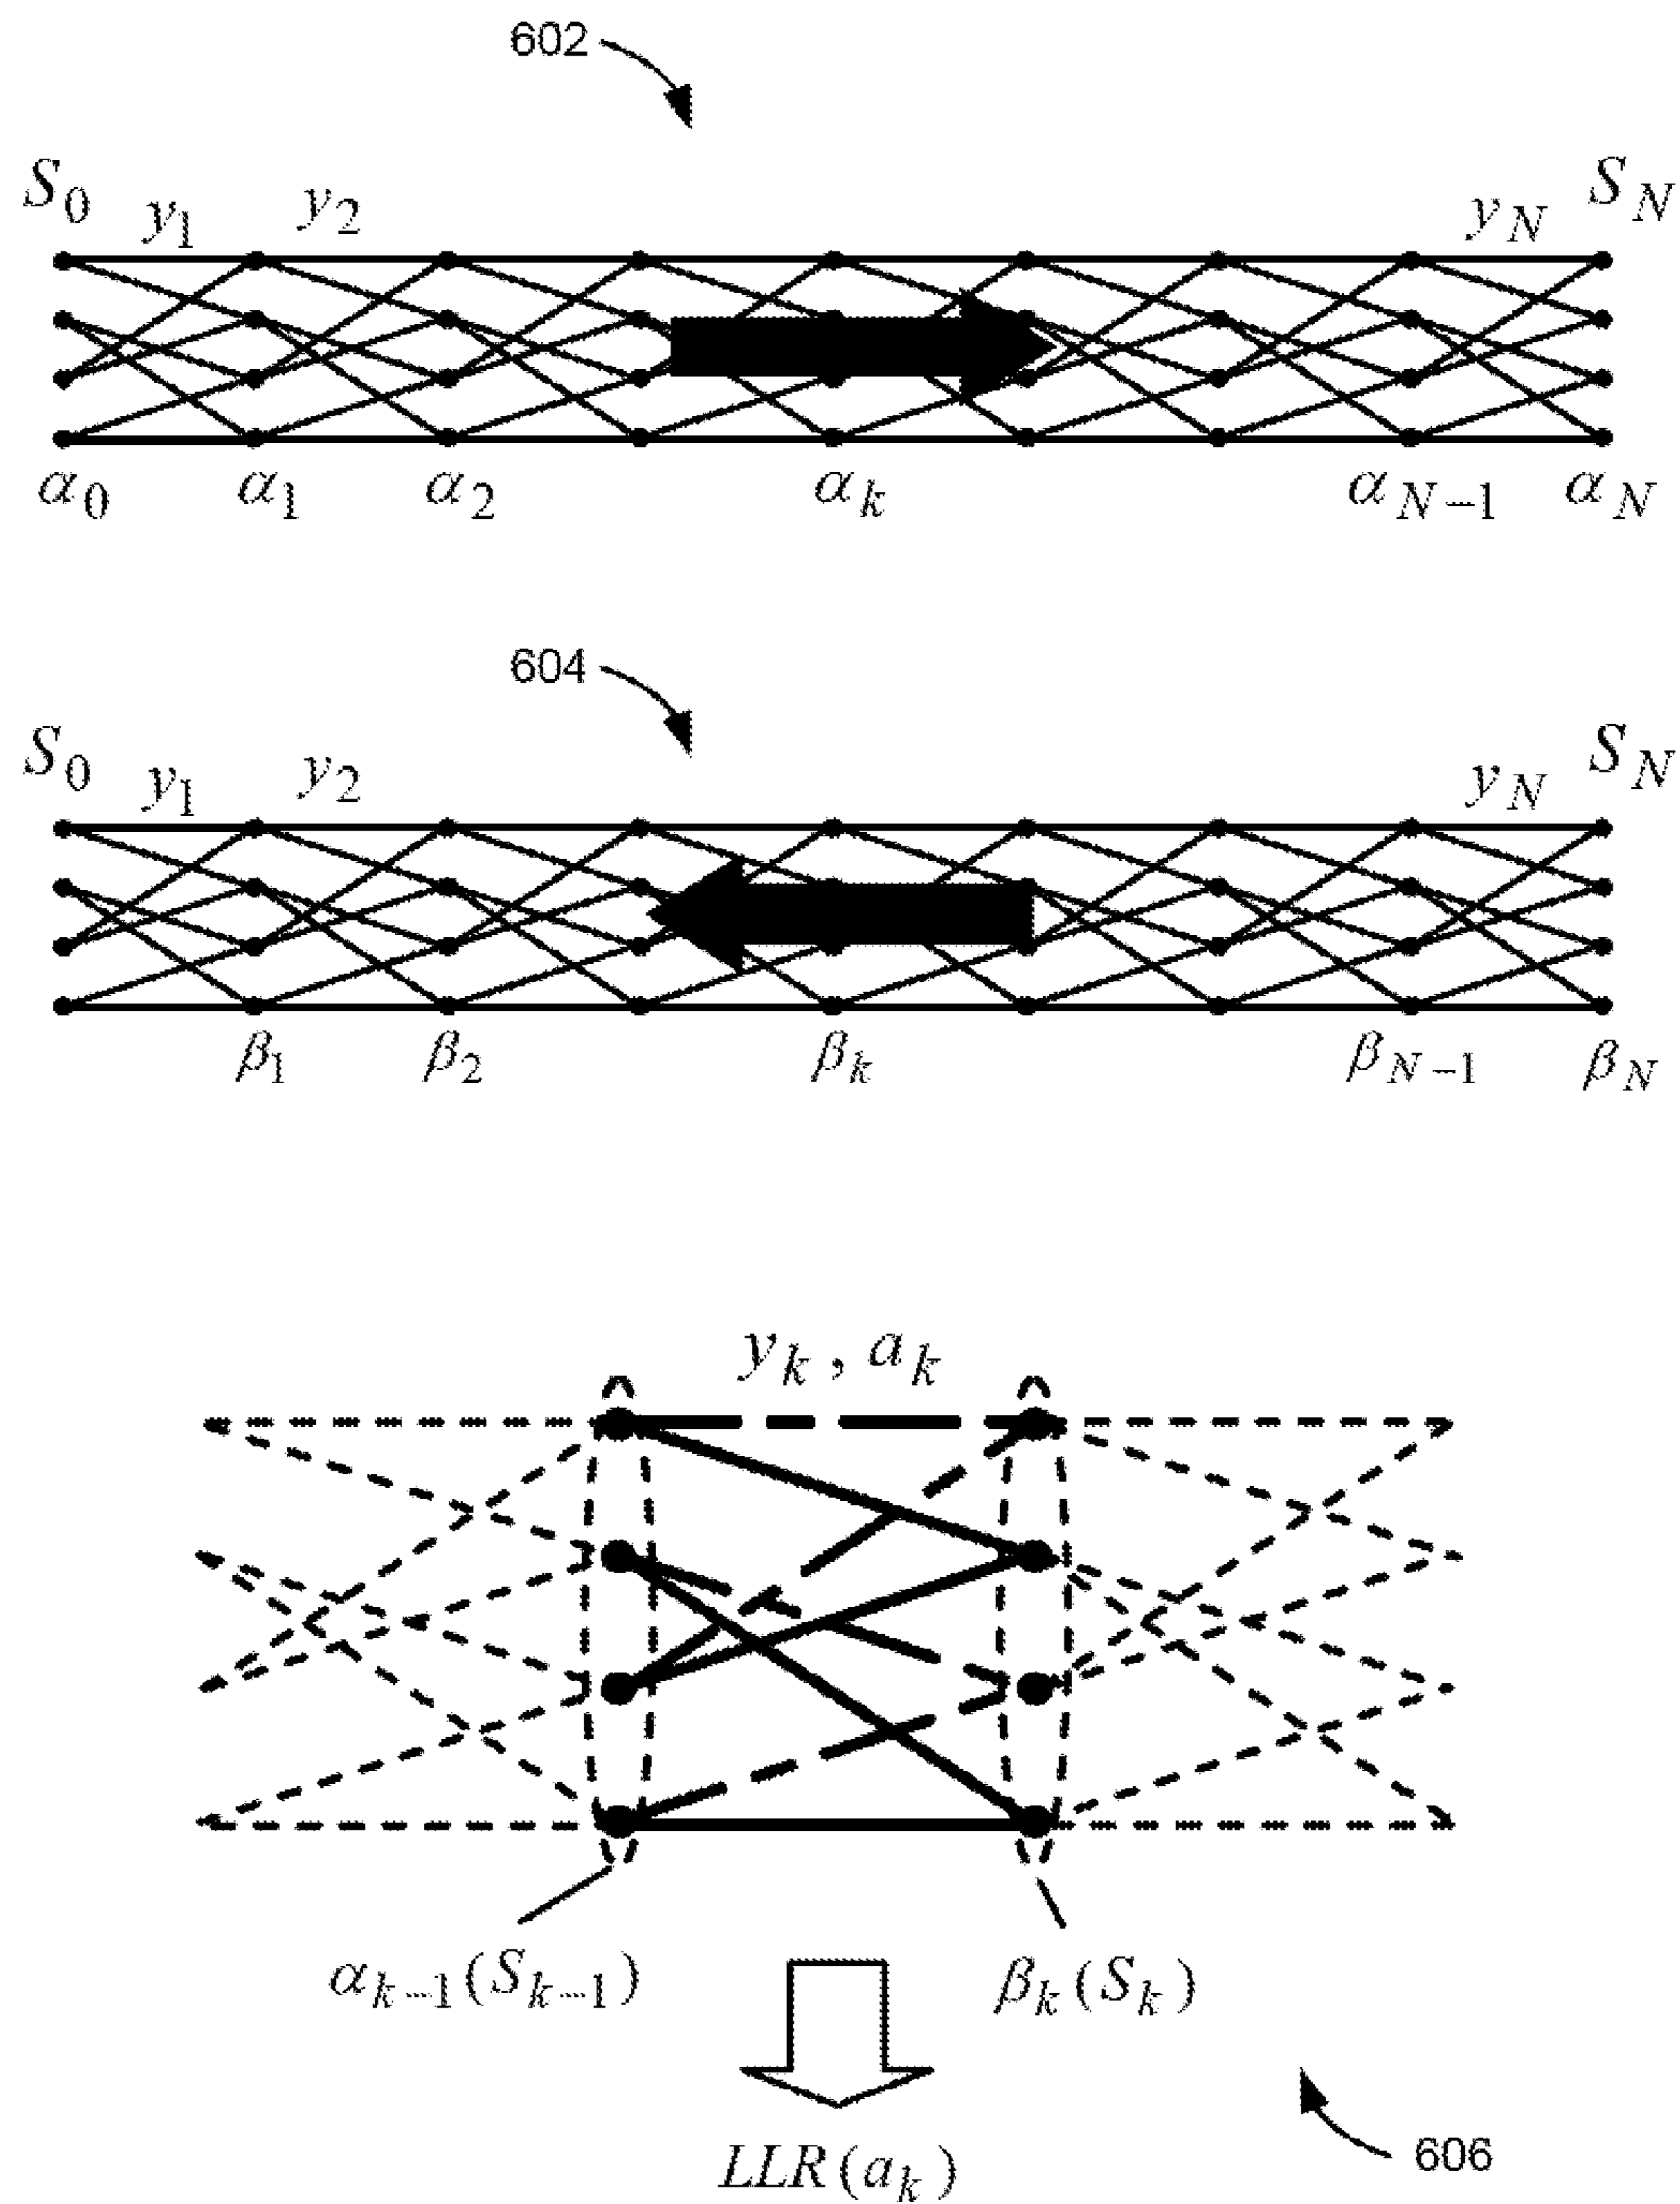 602
S0 y1 y2 yN SN
α0 α1 α2 αk αN−1 αN
604
S0 y1 y2 yN SN
β1 β2 βk βN−1 βN
yk , ak
αk−1(Sk−1) βk(Sk)
LLR(ak)
606